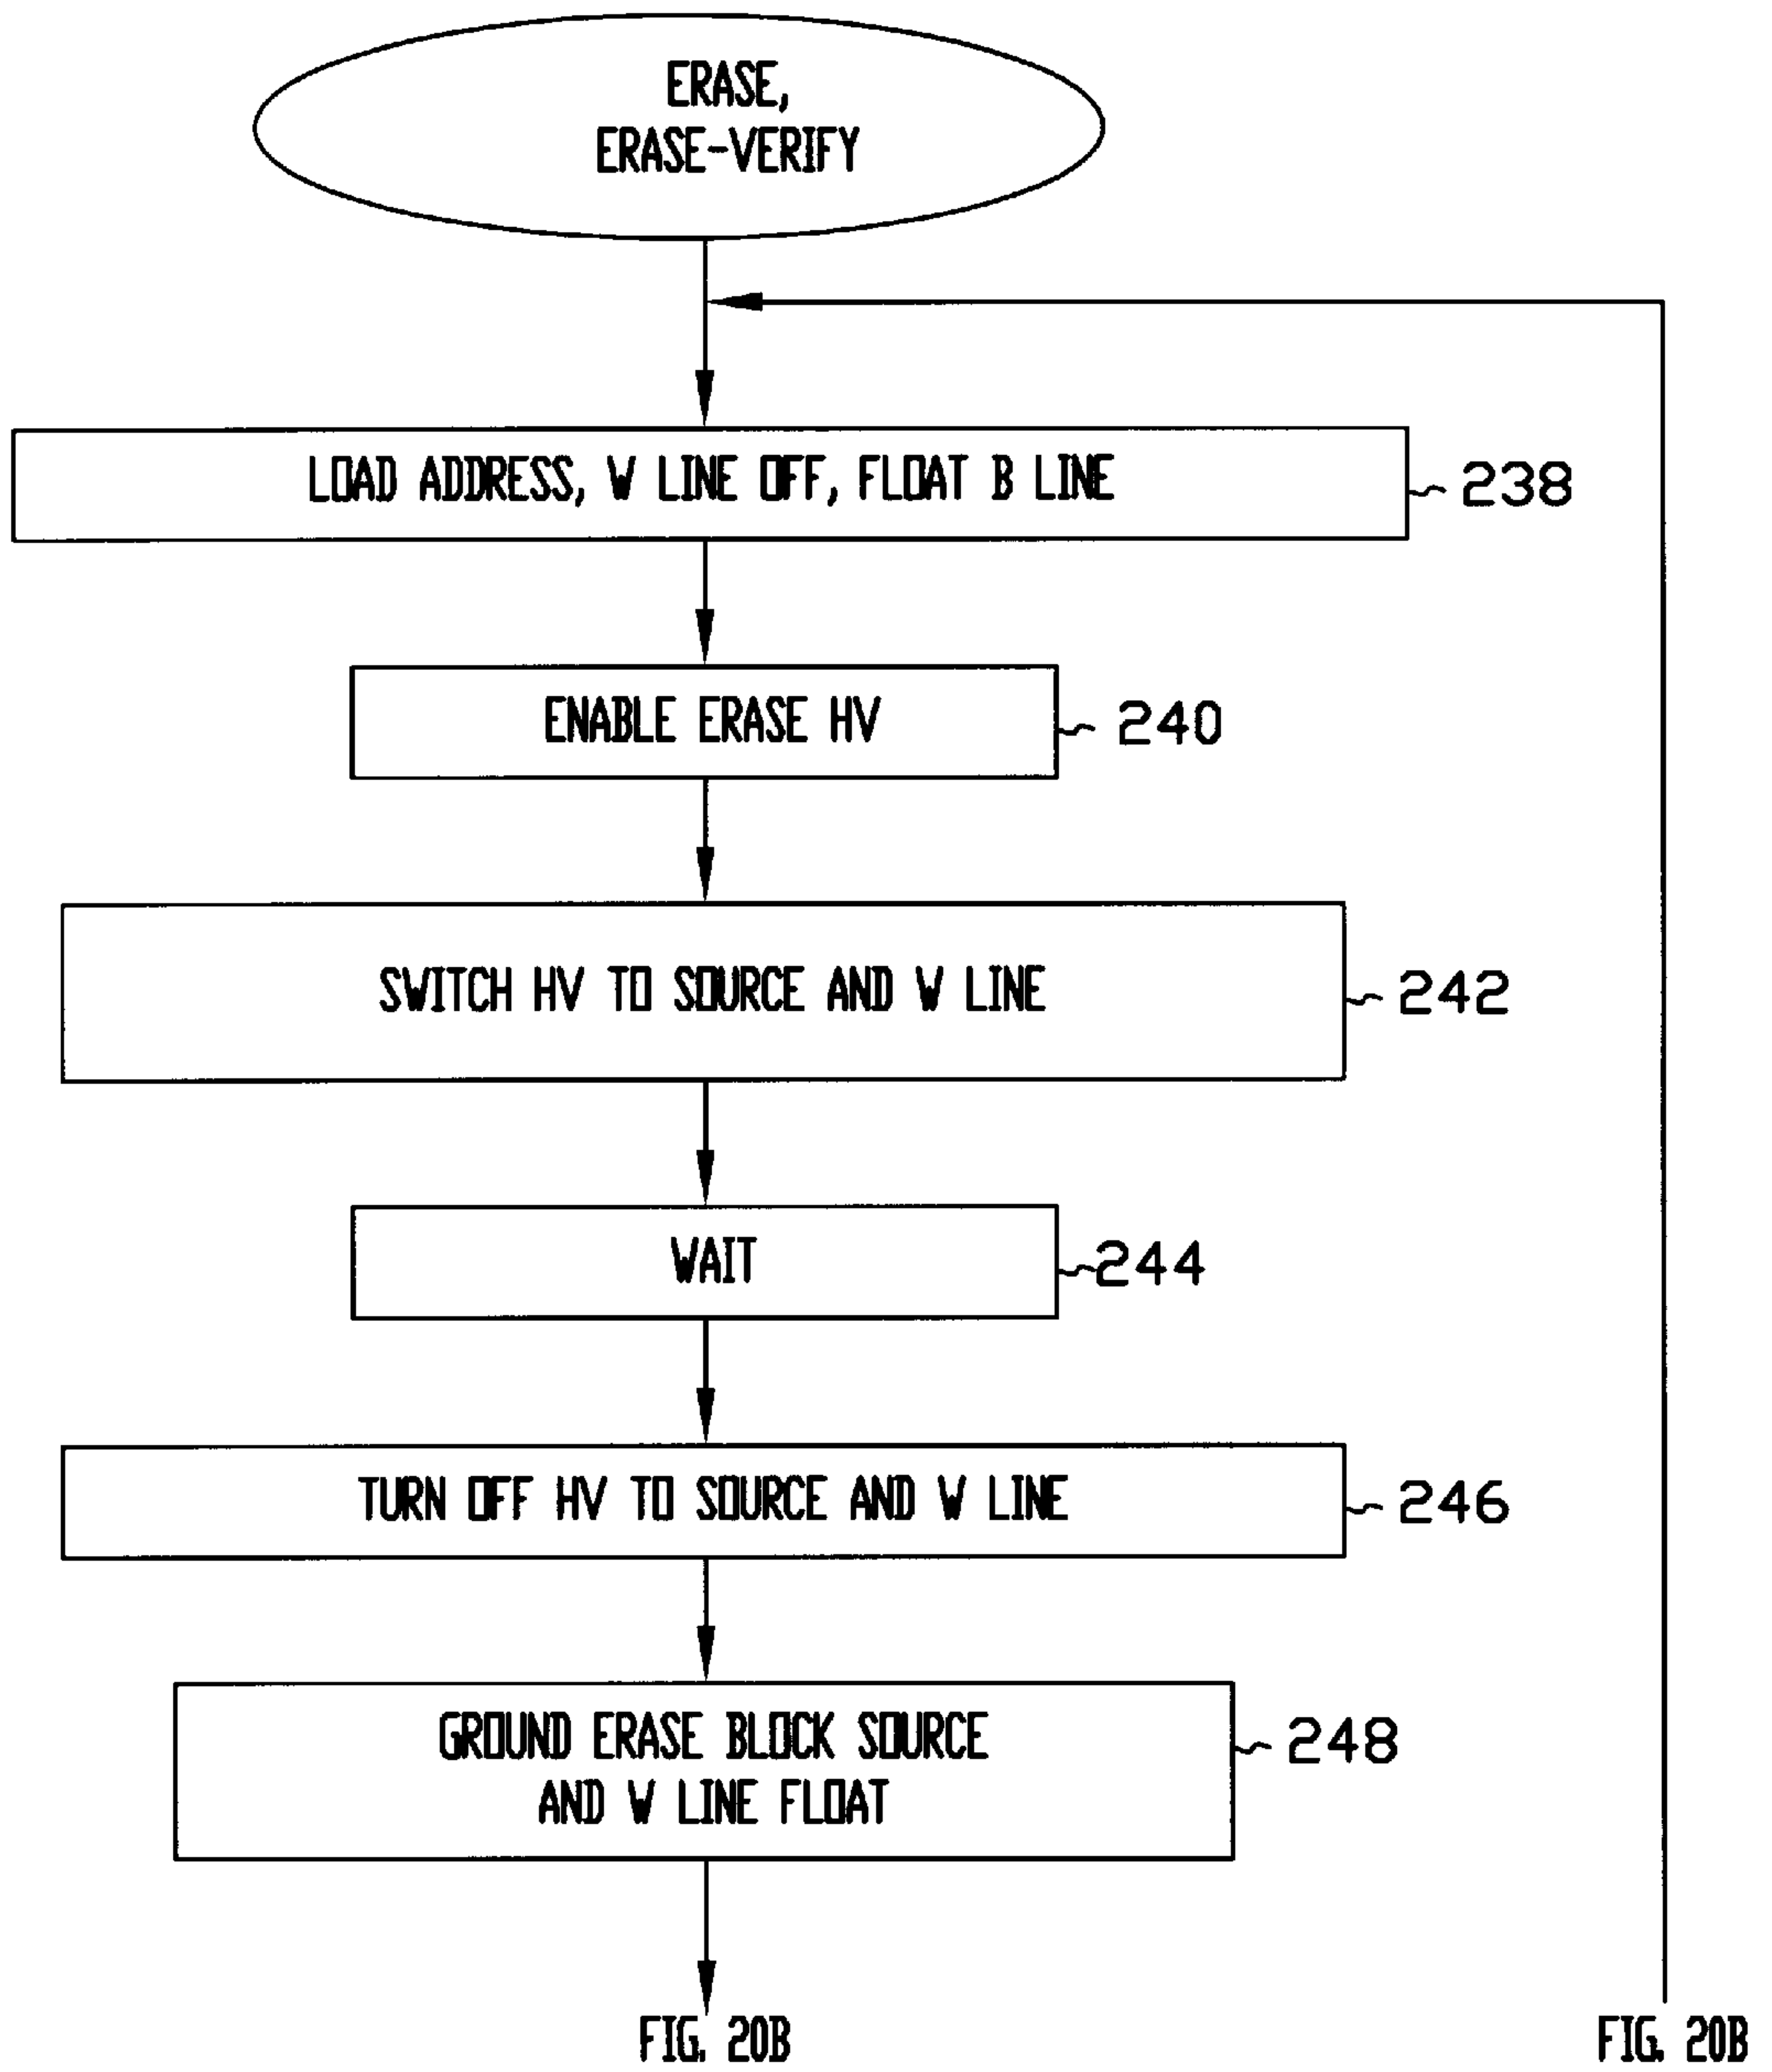 ERASE,
ERASE-VERIFY
LOAD ADDRESS, W LINE OFF, FLOAT B LINE
238
ENABLE ERASE HV
240
SWITCH HV TO SOURCE AND W LINE
242
WAIT
244
TURN OFF HV TO SOURCE AND W LINE
246
GROUND ERASE BLOCK SOURCE
AND W LINE FLOAT
248
FIG. 20B
FIG. 20B